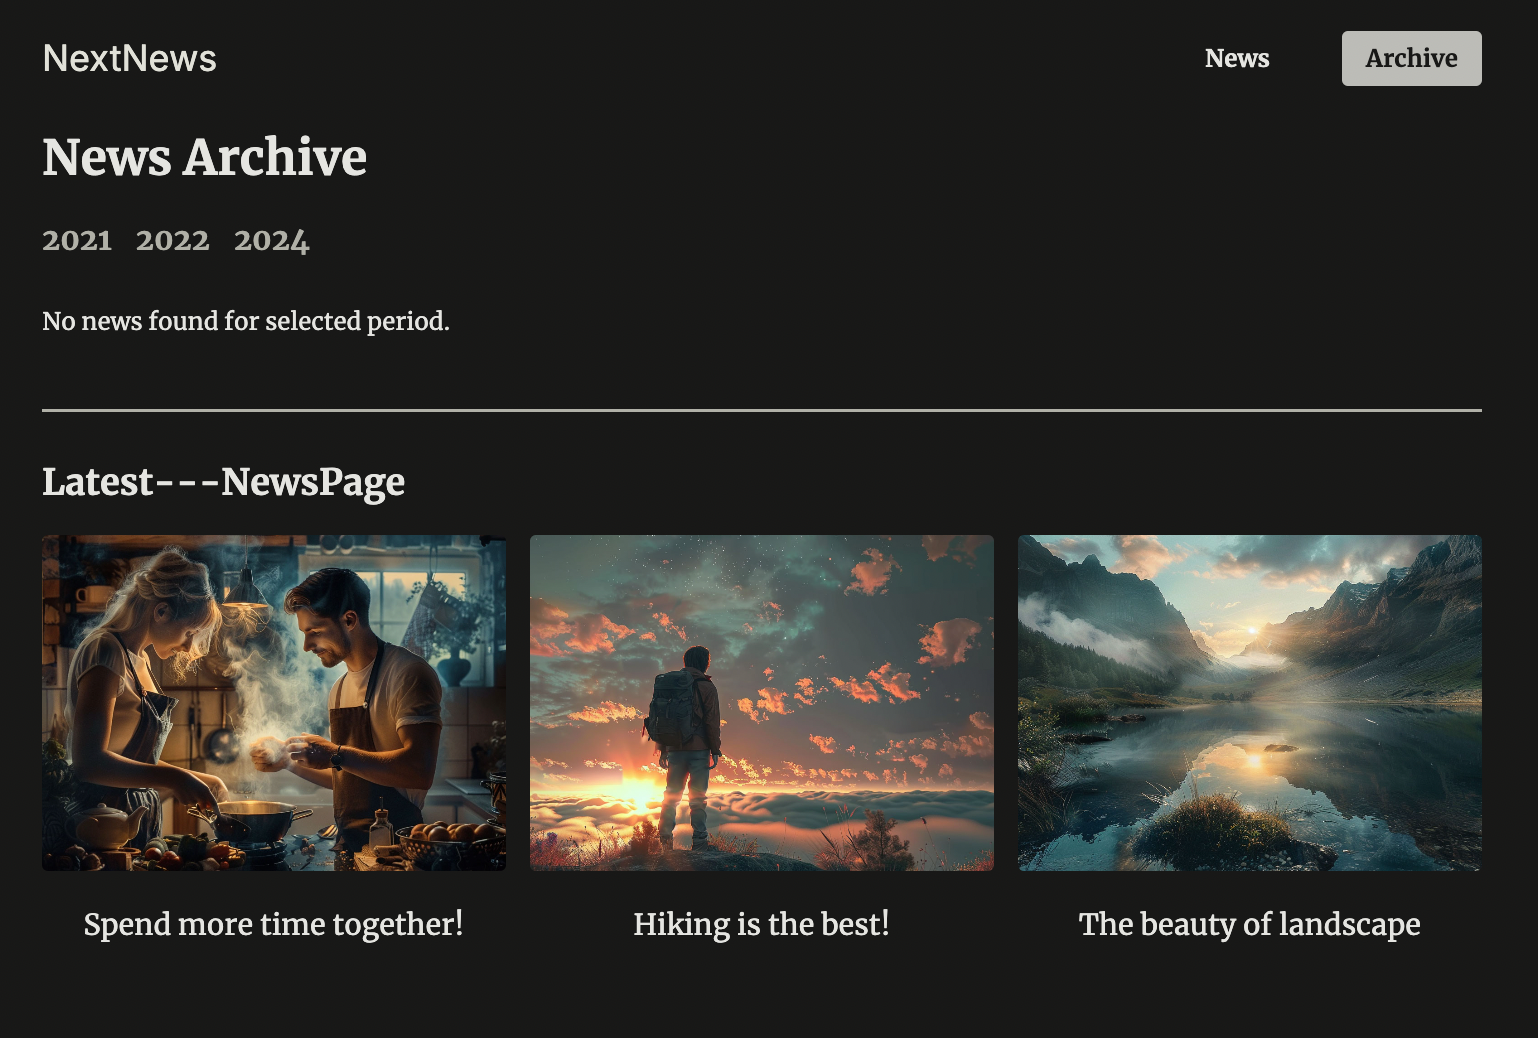 NextNews
News
Archive
News Archive
2021 2022 2024
No news found for selected period.
Latest---NewsPage
Spend more time together!
Hiking is the best!
The beauty of landscape